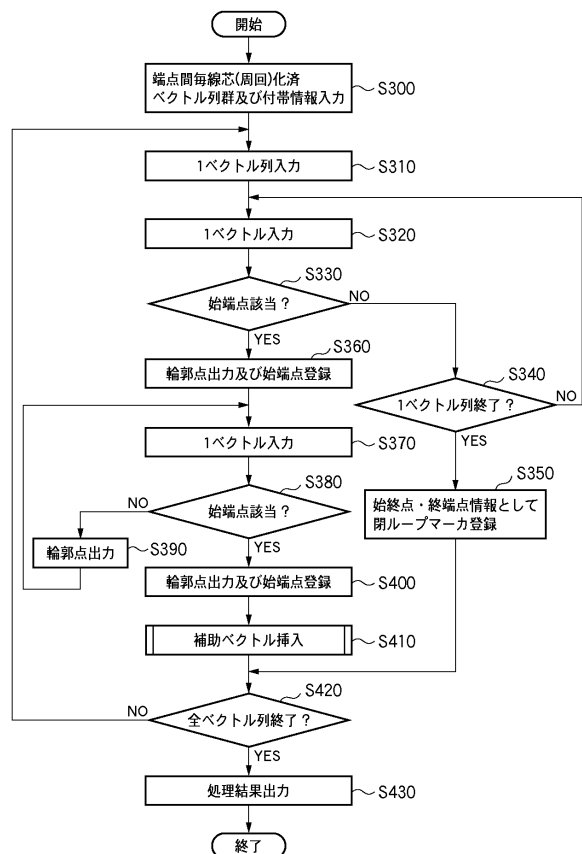 開始
端点間毎線芯(周回)化済
ベクトル列群及び付帯情報入力
S300
1ベクトル列入力
S310
1ベクトル入力
S320
S330
始端点該当?
NO
YES
S360
輪郭点出力及び始端点登録
S340
1ベクトル列終了?
NO
YES
1ベクトル入力
S370
S380
始端点該当?
NO
YES
S350
始終点・終端点情報として
閉ループマーカ登録
輪郭点出力
S390
輪郭点出力及び始端点登録
S400
補助ベクトル挿入
S410
S420
全ベクトル列終了?
NO
YES
処理結果出力
S430
終了